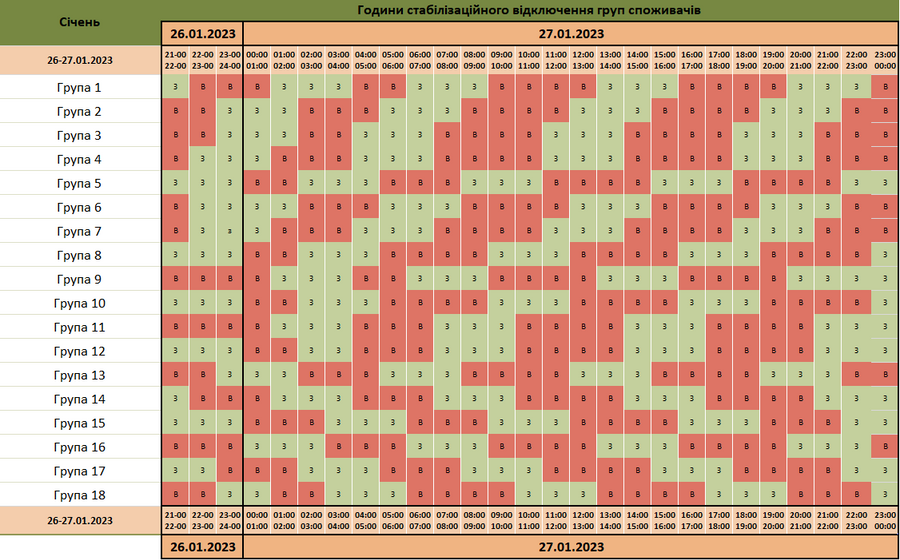 Січень
Години стабілізаційного відключення груп споживачів
26.01.2023 27.01.2023
26-27.01.2023 21:00 22:00 23:00 00:00 01:00 02:00 03:00 04:00 05:00 06:00 07:00 08:00 09:00 10:00 11:00 12:00 13:00 14:00 15:00 16:00 17:00 18:00 19:00 20:00 21:00 22:00 23:00
22:00 23:00 24:00 01:00 02:00 03:00 04:00 05:00 06:00 07:00 08:00 09:00 10:00 11:00 12:00 13:00 14:00 15:00 16:00 17:00 18:00 19:00 20:00 21:00 22:00 23:00 00:00
Група 1 З В В В З З З В В З З З В В В В З З З В В В В З З З В
Група 2 В В З З З В В В З З З В В В В З З З В В В В З З З В В
Група 3 В В З З З В В З З З В В В В З З З В В В В З З З В В В
Група 4 В З З З В В В З З З В В В В З З З В В В В З З З В В В
Група 5 З З З В В З З З В В В З З З В В В В З З З В В В В З З
Група 6 В З З З З В В В З З З В В В В З З З В В В В З З З В В
Група 7 В З в З В В В З З З В В В В З З З В В В В З З З В В В
Група 8
Група 9 В В В В З З З В В З З З В В В В З З З В В В В З З З З
Група 10 З З З В В З З З В В В В З З З В В В В З З З В В В В З
Група 11 В В В В З З З В В В З З З В В В В З З З В В В В З З З
Група 12 З З З В В З З В В В З З З В В В В З З З В В В В З З З
Група 13 В В З З З В В В З З З В В В В З З З В В В В З З З В В
Група 14 З В В В В З З В В В З З З В В В В З З З В В В В З З З
Група 15 З З З В В В З З З В В В З З З В В В В З З З В В В З З
Група 16 В В В З З З В В В З З З В В В В З З З В В В В З З З В
Група 17 З З В В В З З З В В В З З З В В В В З З З В В В В З З
Група 18 В В З З В В З З З В В В В З З З В В В В З З З В В В З
26-27.01.2023 21:00 22:00 23:00 00:00 01:00 02:00 03:00 04:00 05:00 06:00 07:00 08:00 09:00 10:00 11:00 12:00 13:00 14:00 15:00 16:00 17:00 18:00 19:00 20:00 21:00 22:00 23:00
22:00 23:00 24:00 01:00 02:00 03:00 04:00 05:00 06:00 07:00 08:00 09:00 10:00 11:00 12:00 13:00 14:00 15:00 16:00 17:00 18:00 19:00 20:00 21:00 22:00 23:00 00:00
26.01.2023 27.01.2023